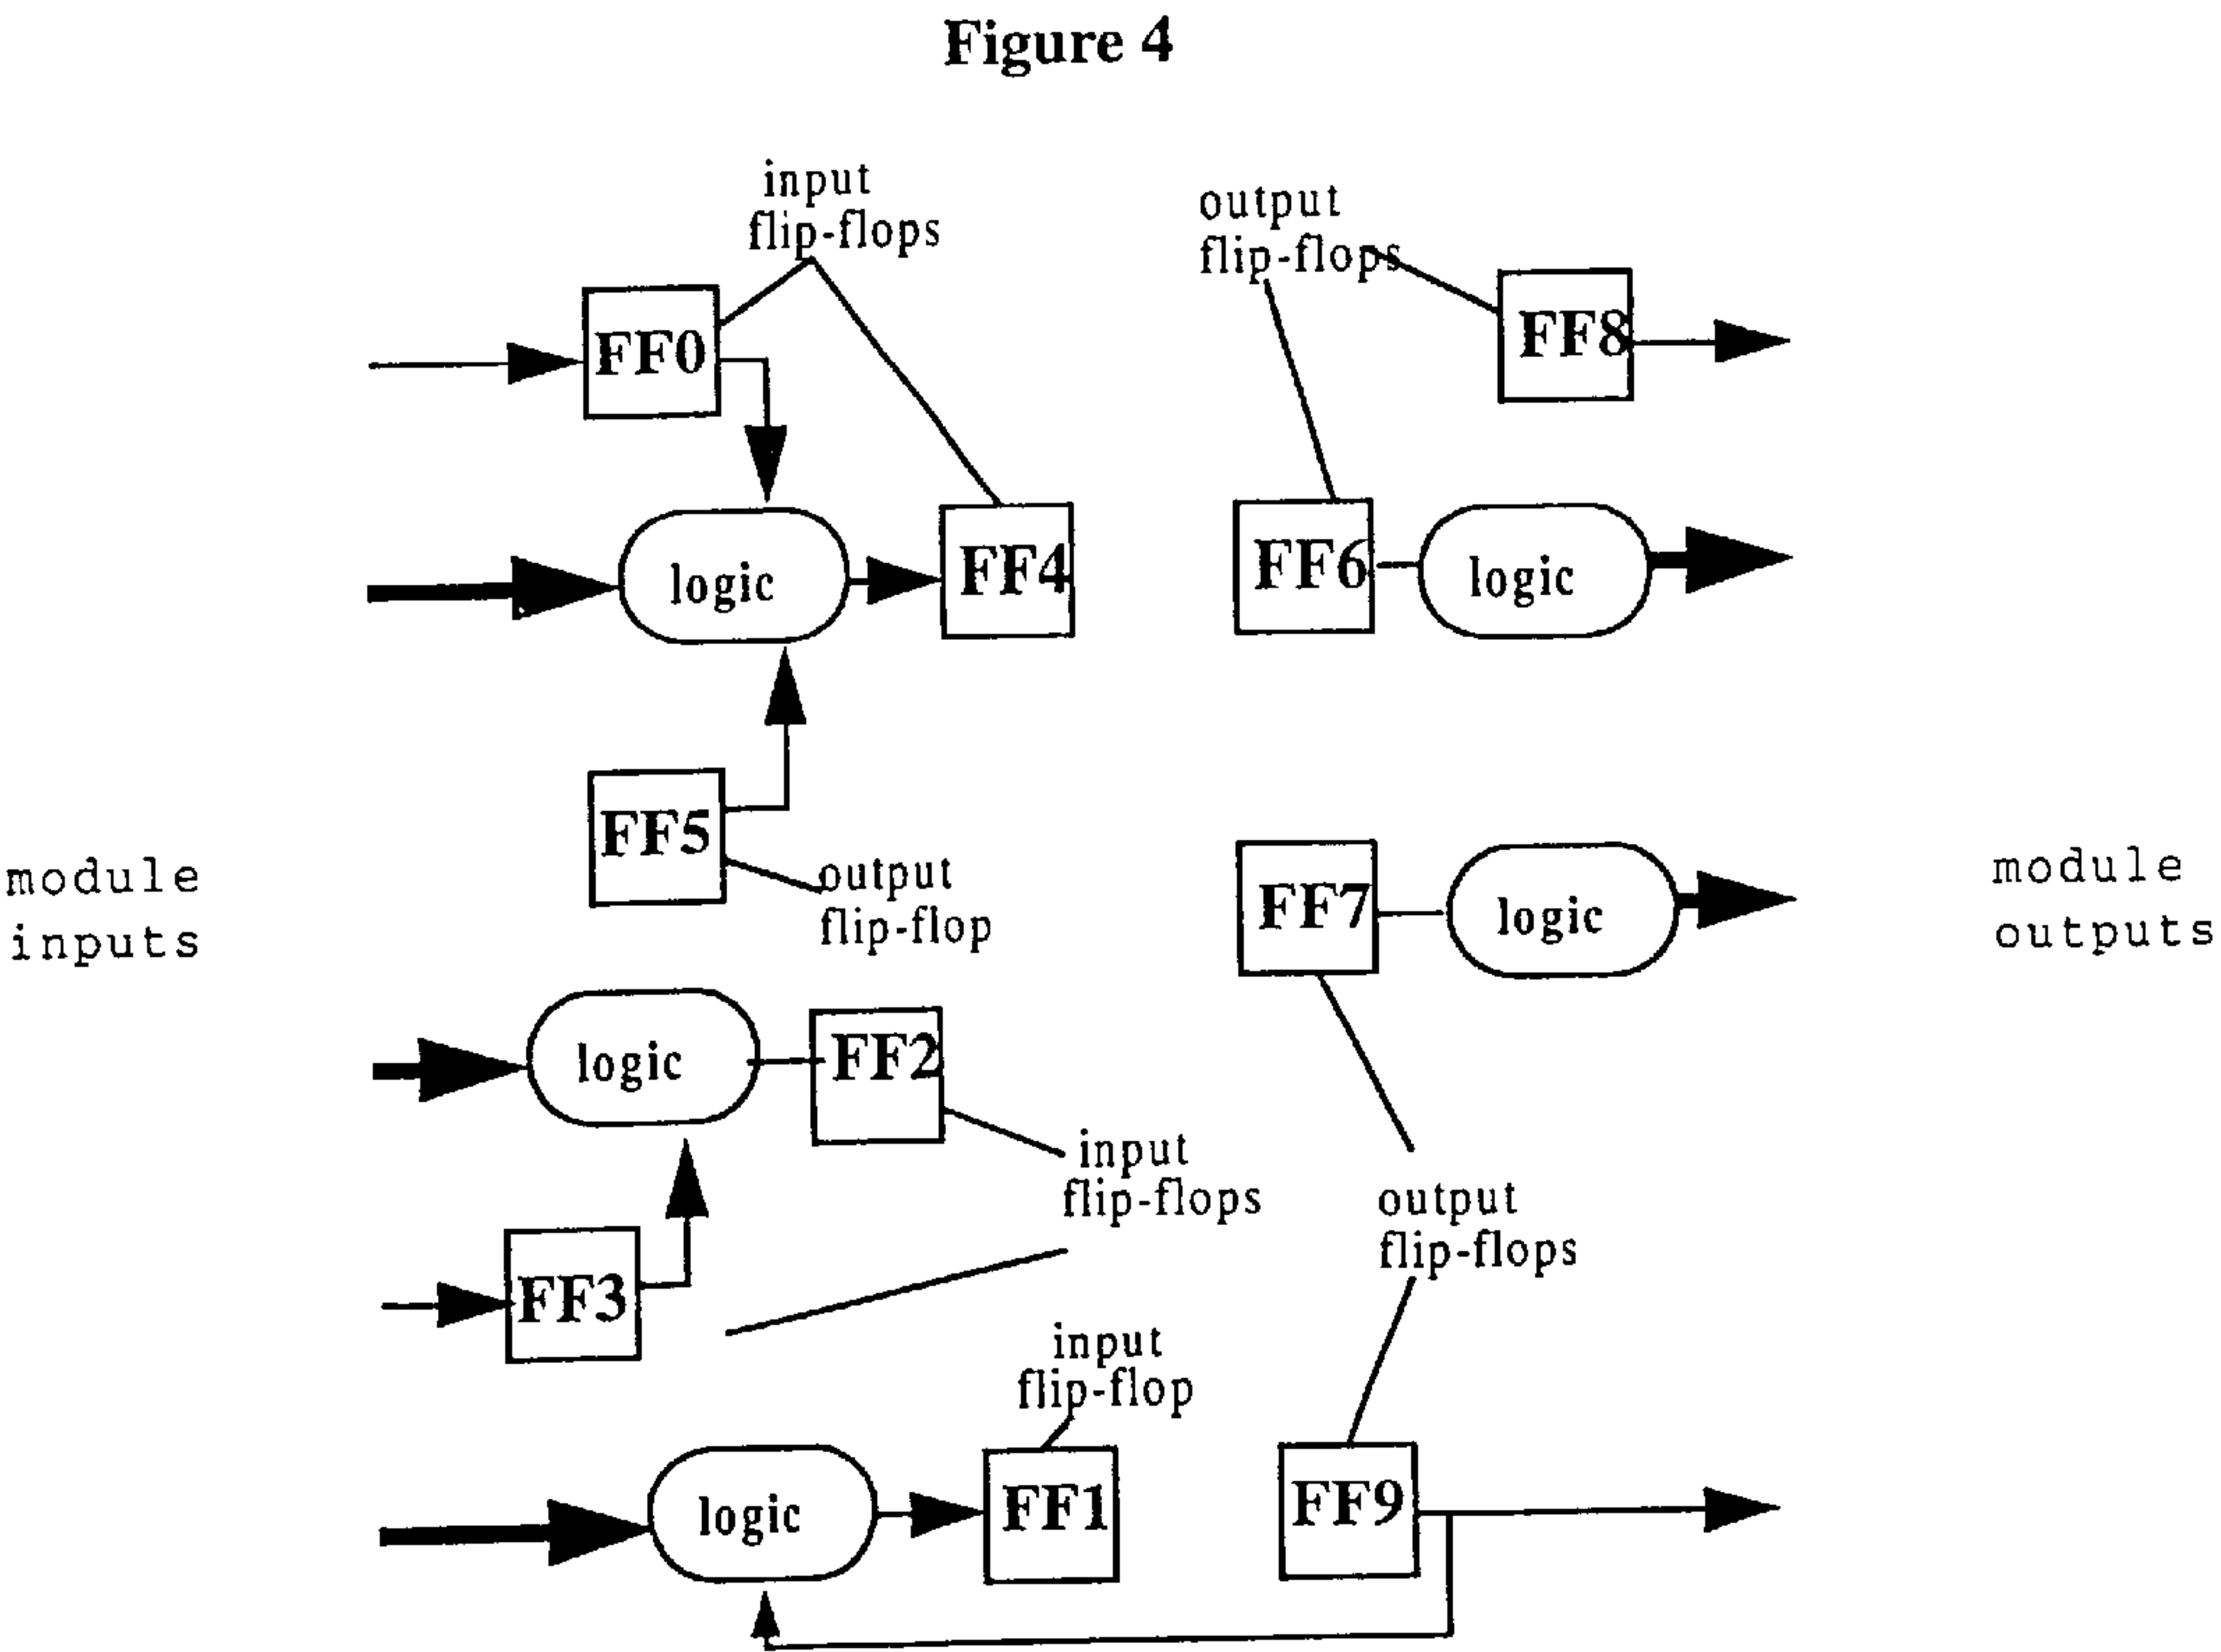 Figure 4
input
flip-flops
output
flip-flops
FF0
FF8
logic
FF4
FF6
logic
FF5
output
flip-flop
module
inputs
FF7
logic
module
outputs
logic
FF2
input
flip-flops
output
flip-flops
FF3
input
flip-flop
logic
FF1
FF9